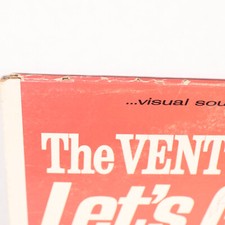 ...visual sou
The VENT
Let's